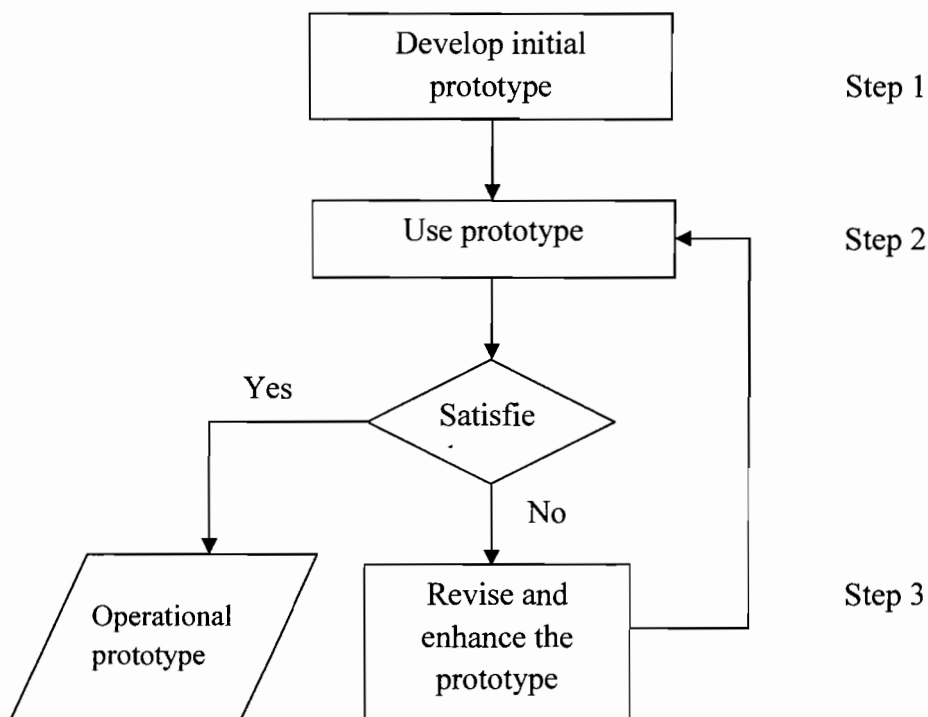 Develop initial
prototype
Step 1
Use prototype
Step 2
Yes
Satisfie
No
Operational
prototype
Revise and
enhance the
prototype
Step 3